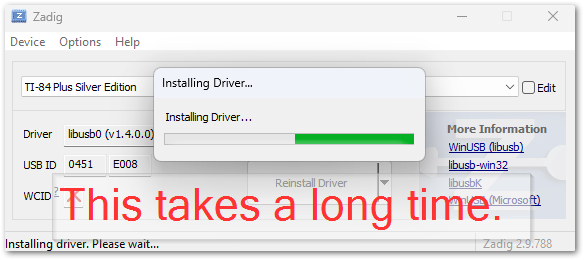 Zadig
Device Options Help
TI-84 Plus Silver Edition
Edit
Installing Driver...
Installing Driver...
Driver libusb0 (v1.4.0.0)
USB ID 0451 E008
WCID ?
Reinstall Driver
More Information
WinUSB (libusb)
libusb-win32
libusbK
WinUSB (Microsoft)
This takes a long time.
Installing driver. Please wait...
Zadig 2.9.788